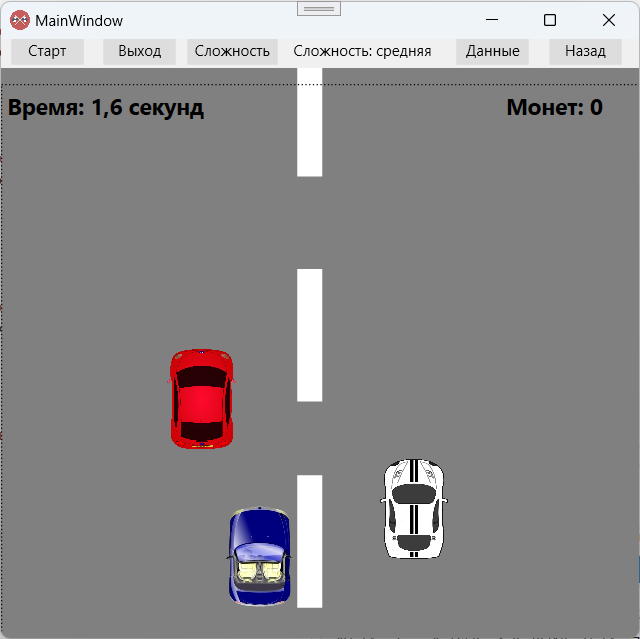 MainWindow
Старт Выход Сложность Сложность: средняя Данные Назад
Время: 1,6 секунд Монет: 0